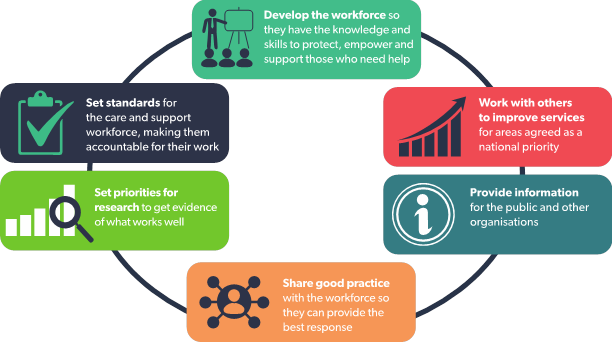 Develop the workforce so
they have the knowledge and
skills to protect, empower and
support those who need help
Set standards for
the care and support
workforce, making them
accountable for their work
Work with others
to improve services
for areas agreed as a
national priority
Set priorities for
research to get evidence
of what works well
Provide information
for the public and other
organisations
Share good practice
with the workforce so
they can provide the
best response